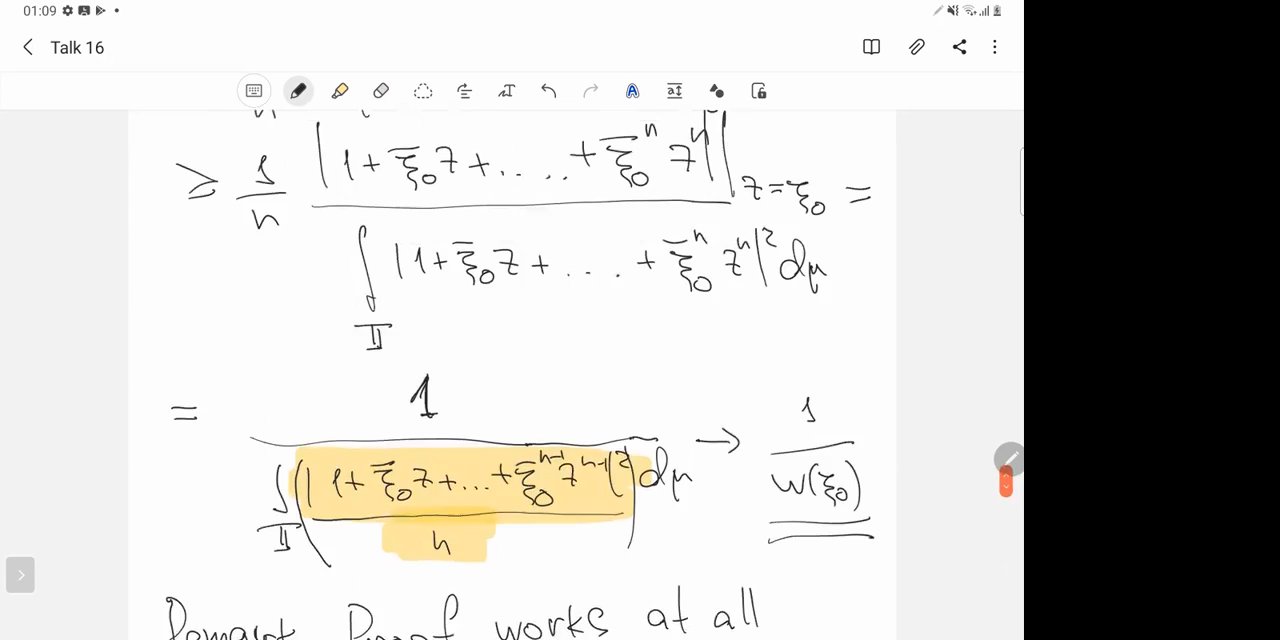 01:09
Talk 16
≥ 1/n |1 + ξ̄₀z + ..... + ξ̄₀ⁿ zⁿ|² |_{z=ξ₀} =
∫_𝕋 |1 + ξ̄₀z + .... + ξ̄₀ⁿ zⁿ|² dμ
= 1 / ∫_𝕋 ( |1 + ξ̄₀z + ... + ξ̄₀ⁿ⁻¹ zⁿ⁻¹|² / n ) dμ → 1 / w(ξ₀)
Remark Proof works at all